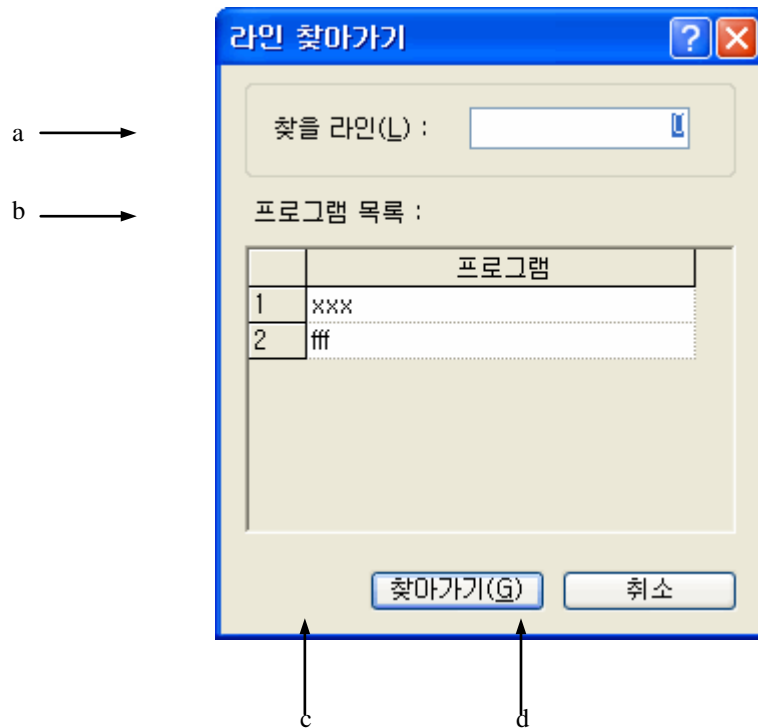 라인 찾아가기
a
찾을 라인(L) :
b
프로그램 목록 :
프로그램
1 xxx
2 fff
찾아가기(G) 취소
c d